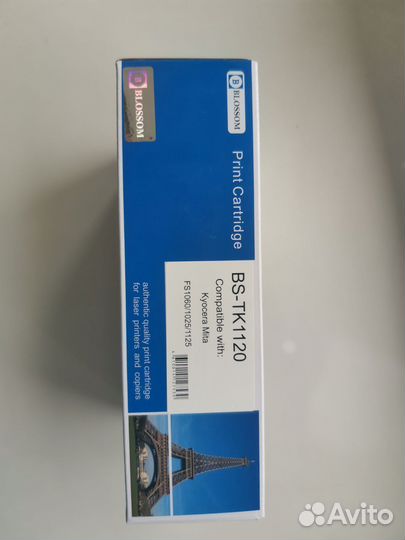 B
BLOSSOM
B
BLOSSOM
Print Cartridge
BS-TK1120
Compatible with:
Kyocera Mita
FS1060/1025/1125
authentic quality print cartridge
for laser printers and copiers
Avito